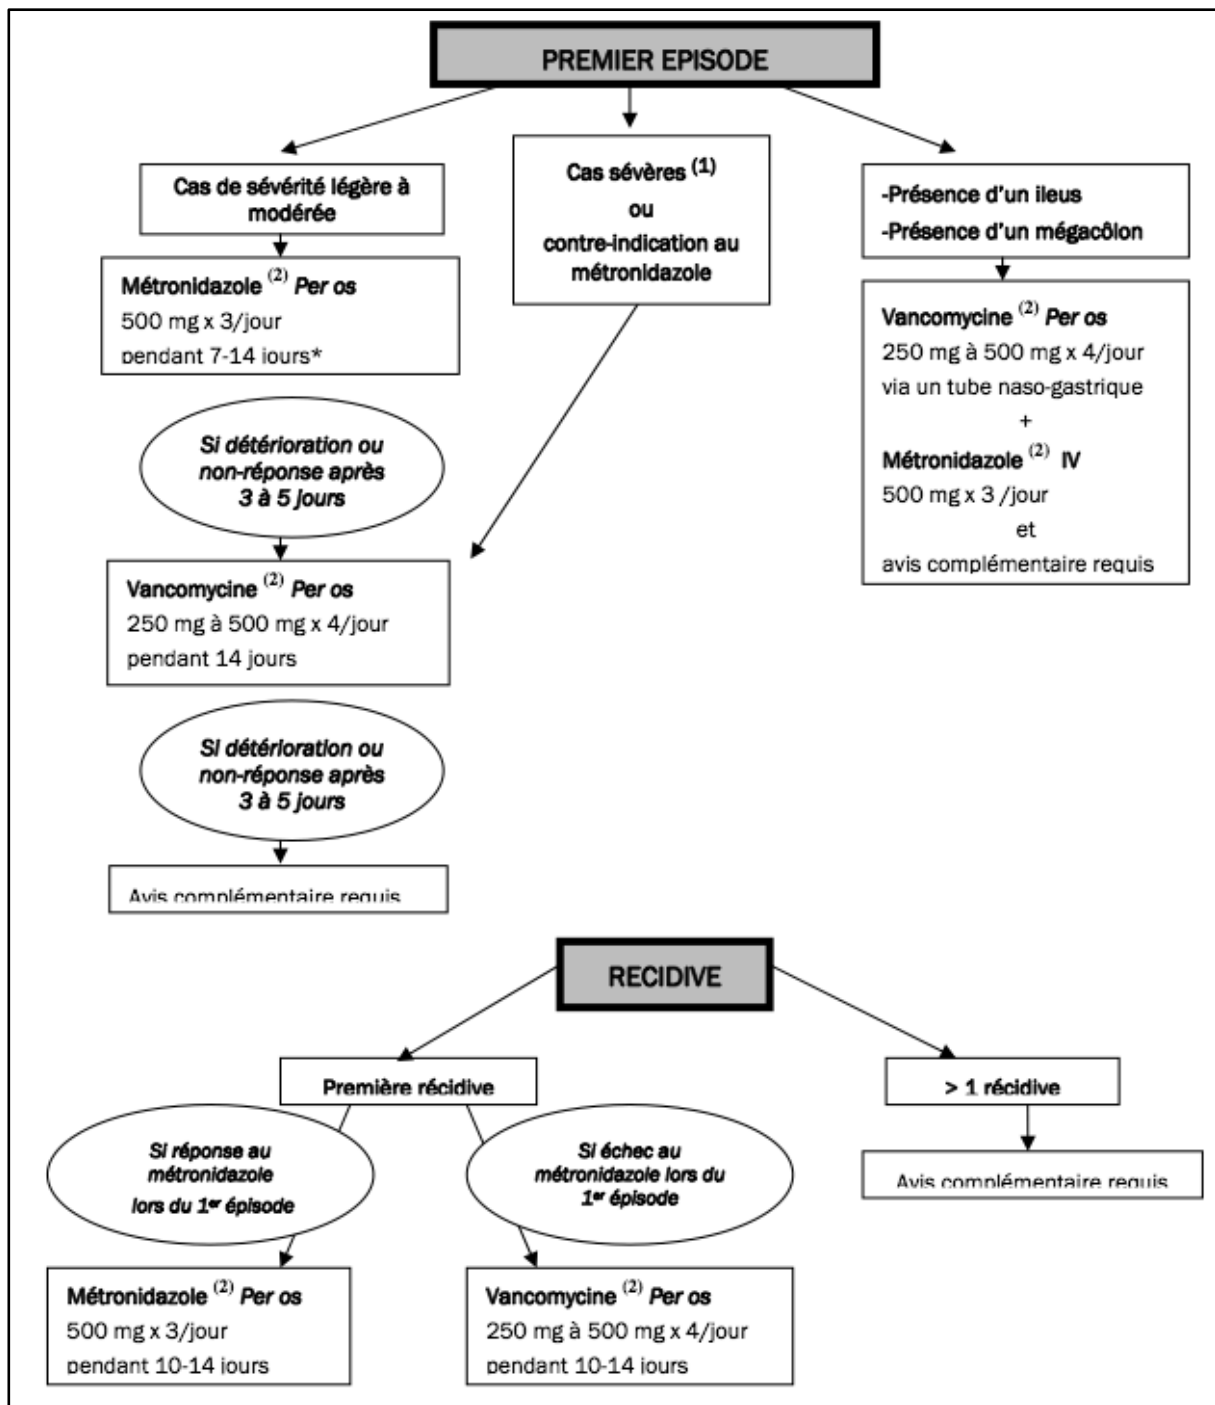 PREMIER EPISODE
Cas de sévérité légère à
modérée
Métronidazole (2) Per os
500 mg x 3/jour
pendant 7-14 jours*
Si détérioration ou
non-réponse après
3 à 5 jours
Vancomycine (2) Per os
250 mg à 500 mg x 4/jour
pendant 14 jours
Si détérioration ou
non-réponse après
3 à 5 jours
Avis complémentaire requis
Cas sévères (1)
ou
contre-indication au
métronidazole
-Présence d'un ileus
-Présence d'un mégacôlon
Vancomycine (2) Per os
250 mg à 500 mg x 4/jour
via un tube naso-gastrique
+
Métronidazole (2) IV
500 mg x 3 /jour
et
avis complémentaire requis
RECIDIVE
Première récidive
Si réponse au
métronidazole
lors du 1er épisode
Métronidazole (2) Per os
500 mg x 3/jour
pendant 10-14 jours
Si échec au
métronidazole lors du
1er épisode
Vancomycine (2) Per os
250 mg à 500 mg x 4/jour
pendant 10-14 jours
> 1 récidive
Avis complémentaire requis